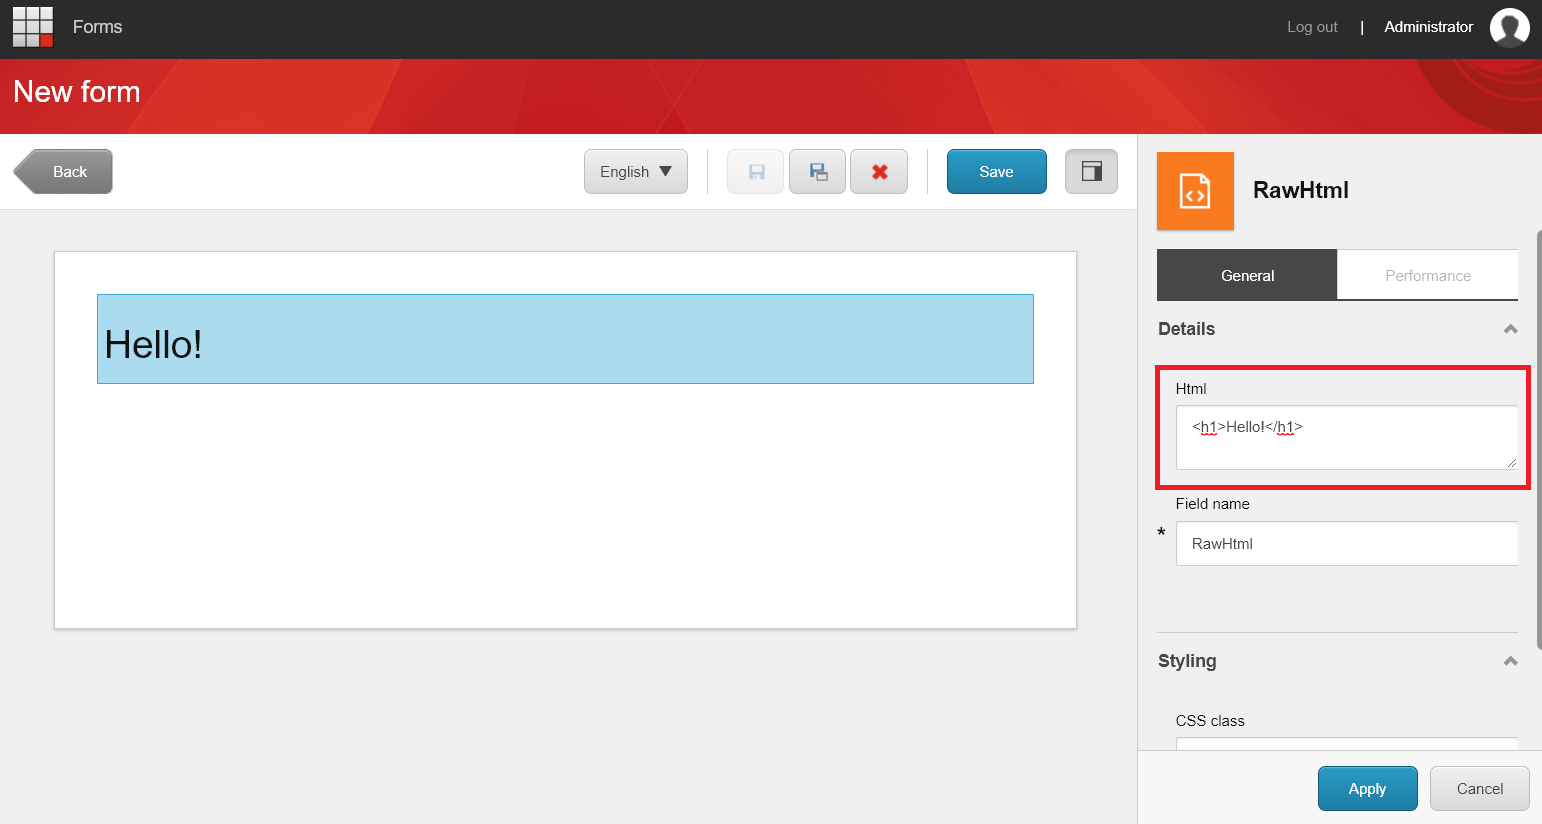 Forms
Log out | Administrator
New form
Back
English
Save
RawHtml
General
Performance
Hello!
Details
Html
<h1>Hello!</h1>
Field name
* RawHtml
Styling
CSS class
Apply
Cancel